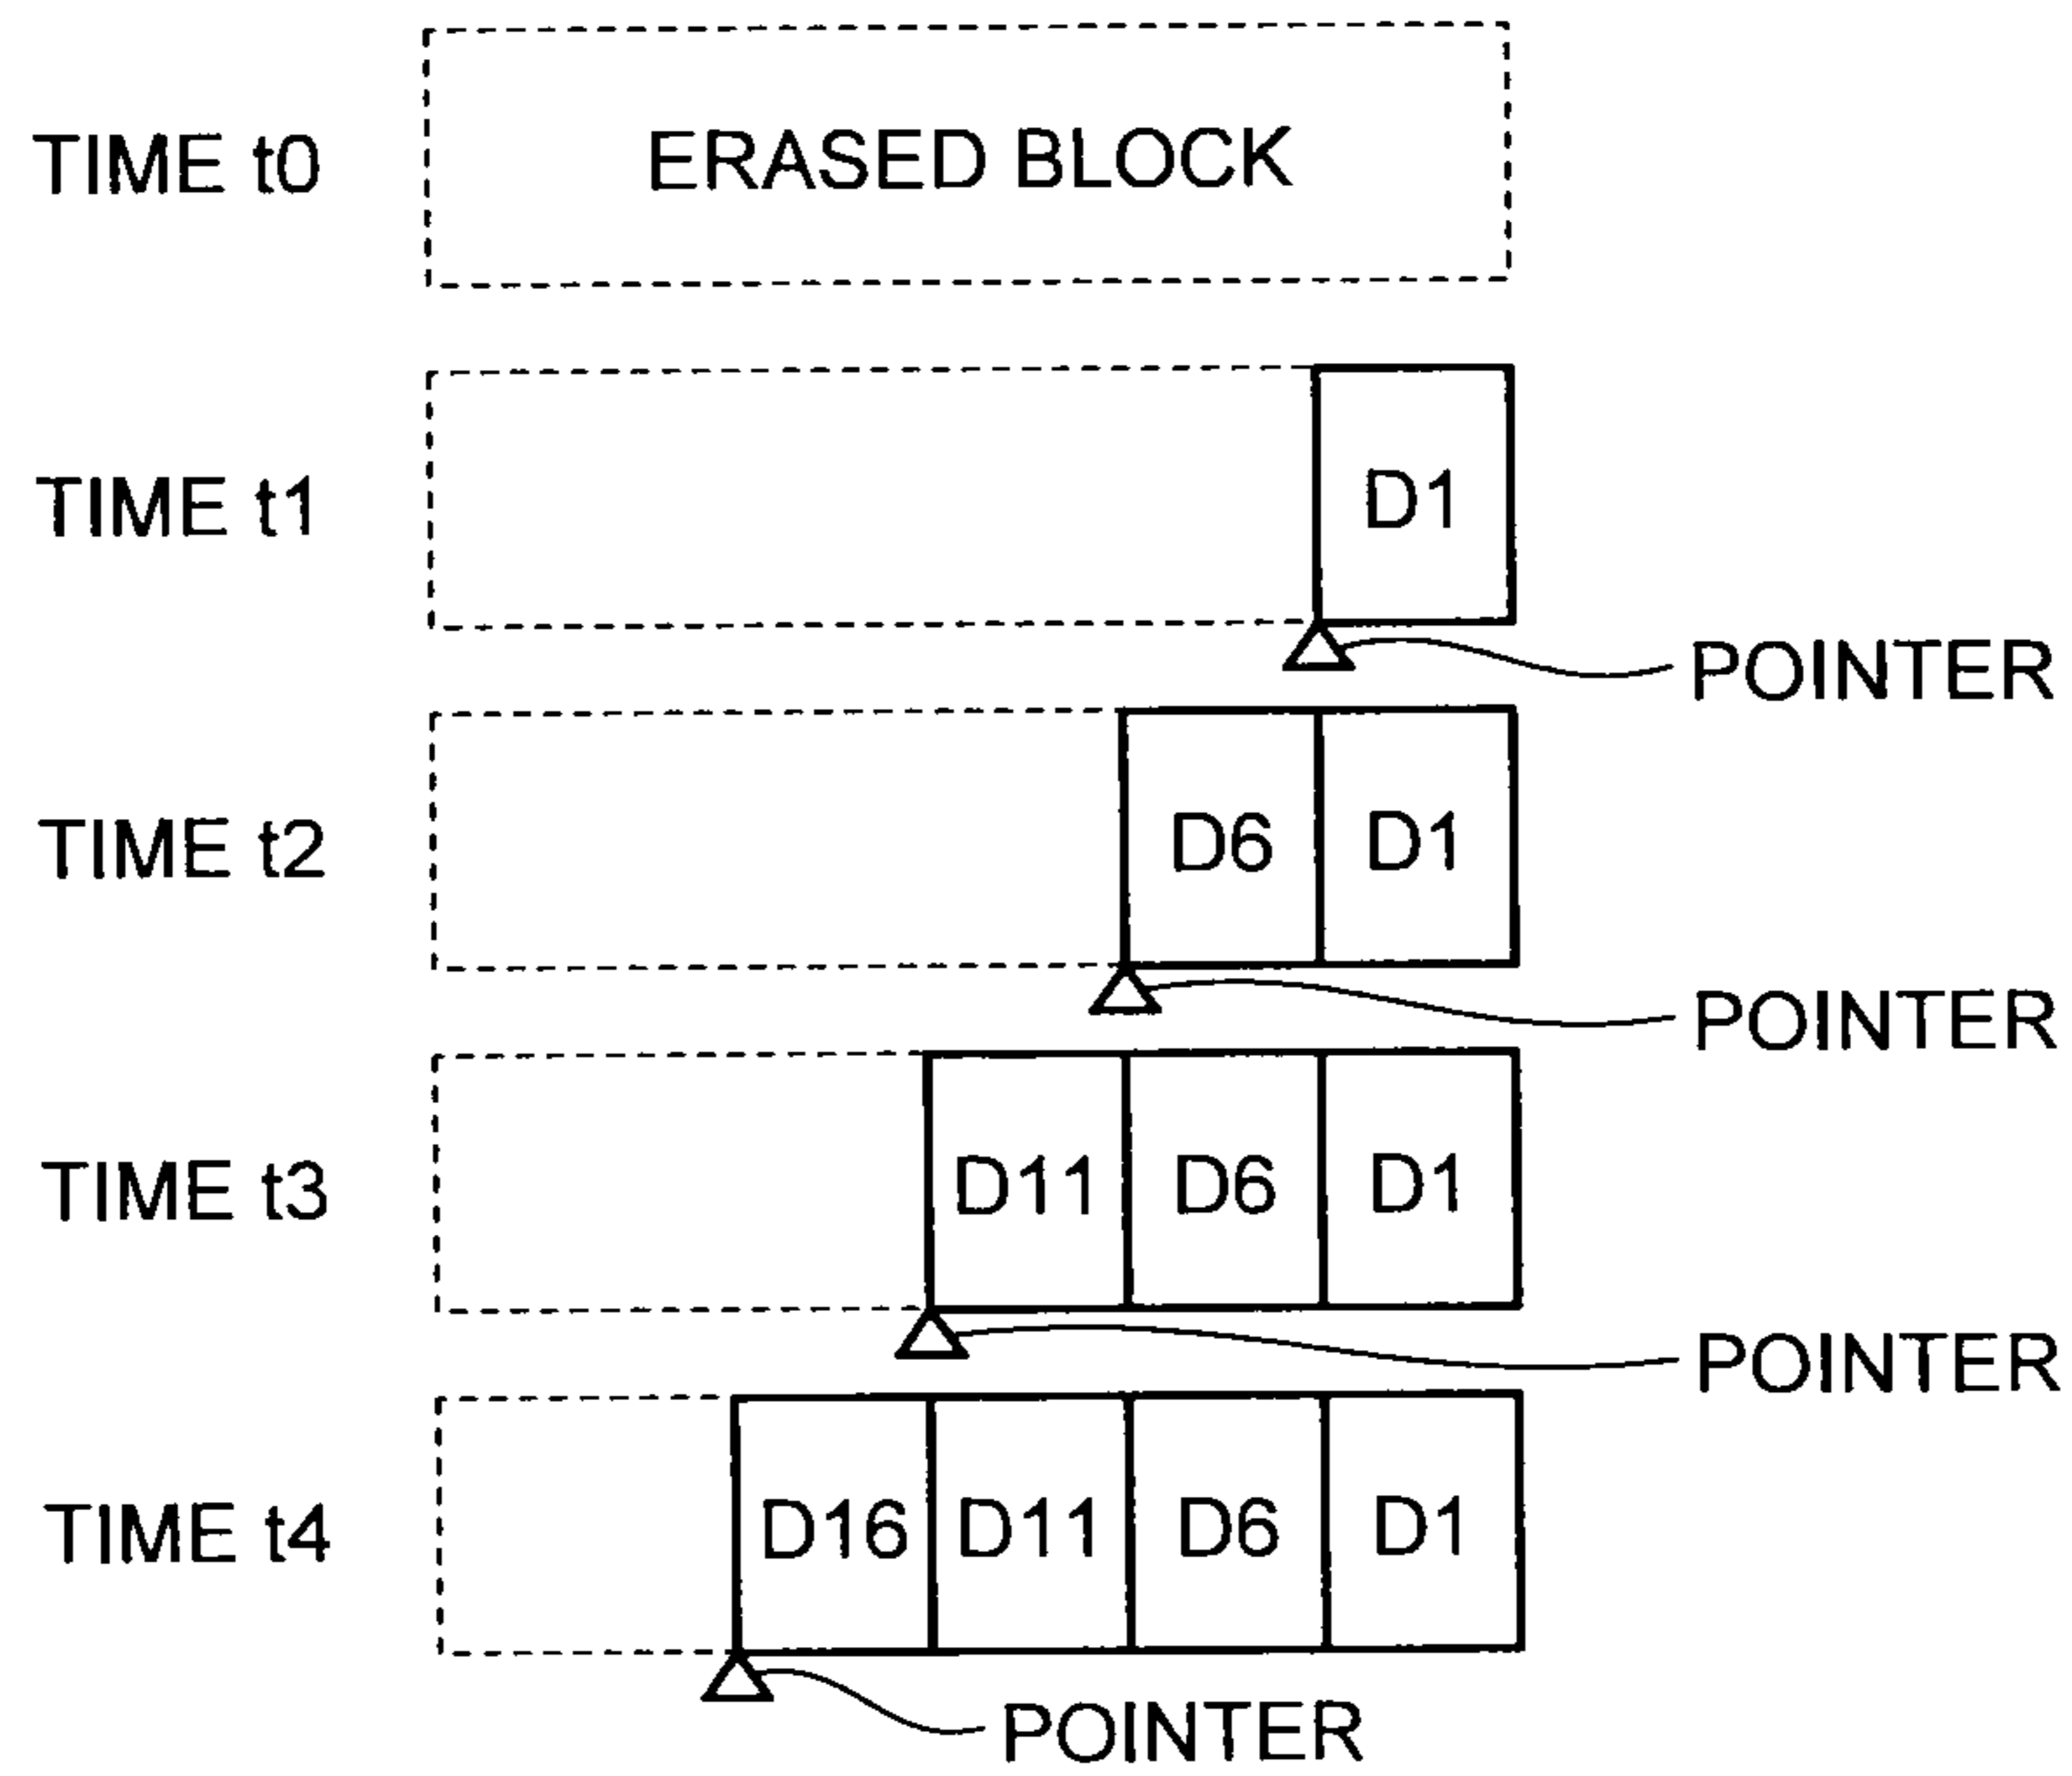 TIME t0 ERASED BLOCK
TIME t1 D1
POINTER
TIME t2 D6 D1
POINTER
TIME t3 D11 D6 D1
POINTER
TIME t4 D16 D11 D6 D1
POINTER